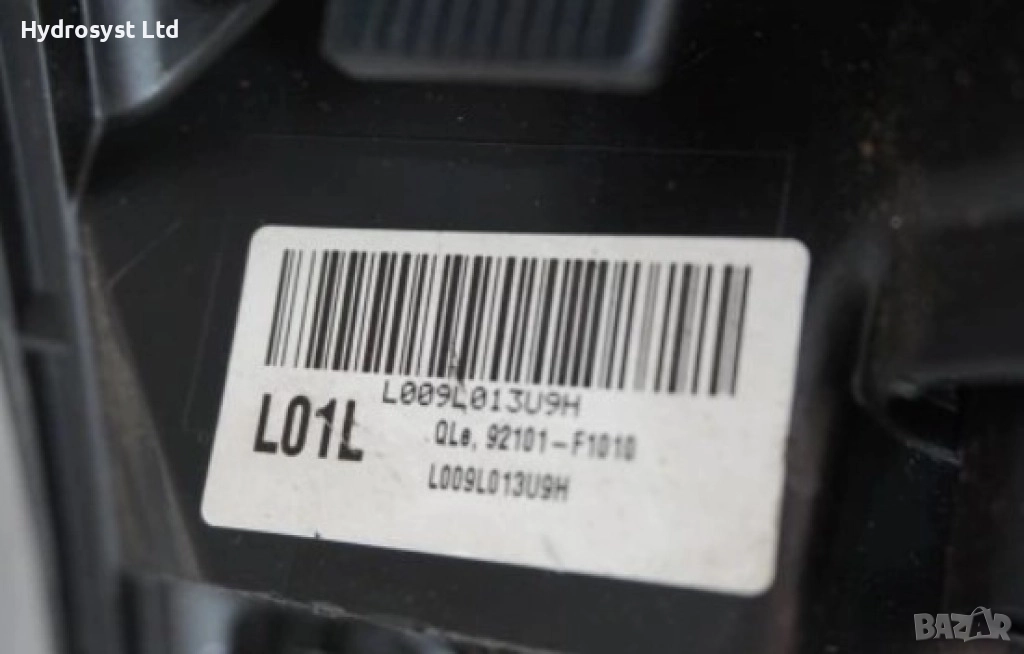 Hydrosyst Ltd
L009L013U9H
L01L
QLe, 92101-F1010
L009L013U9H
BAZAR